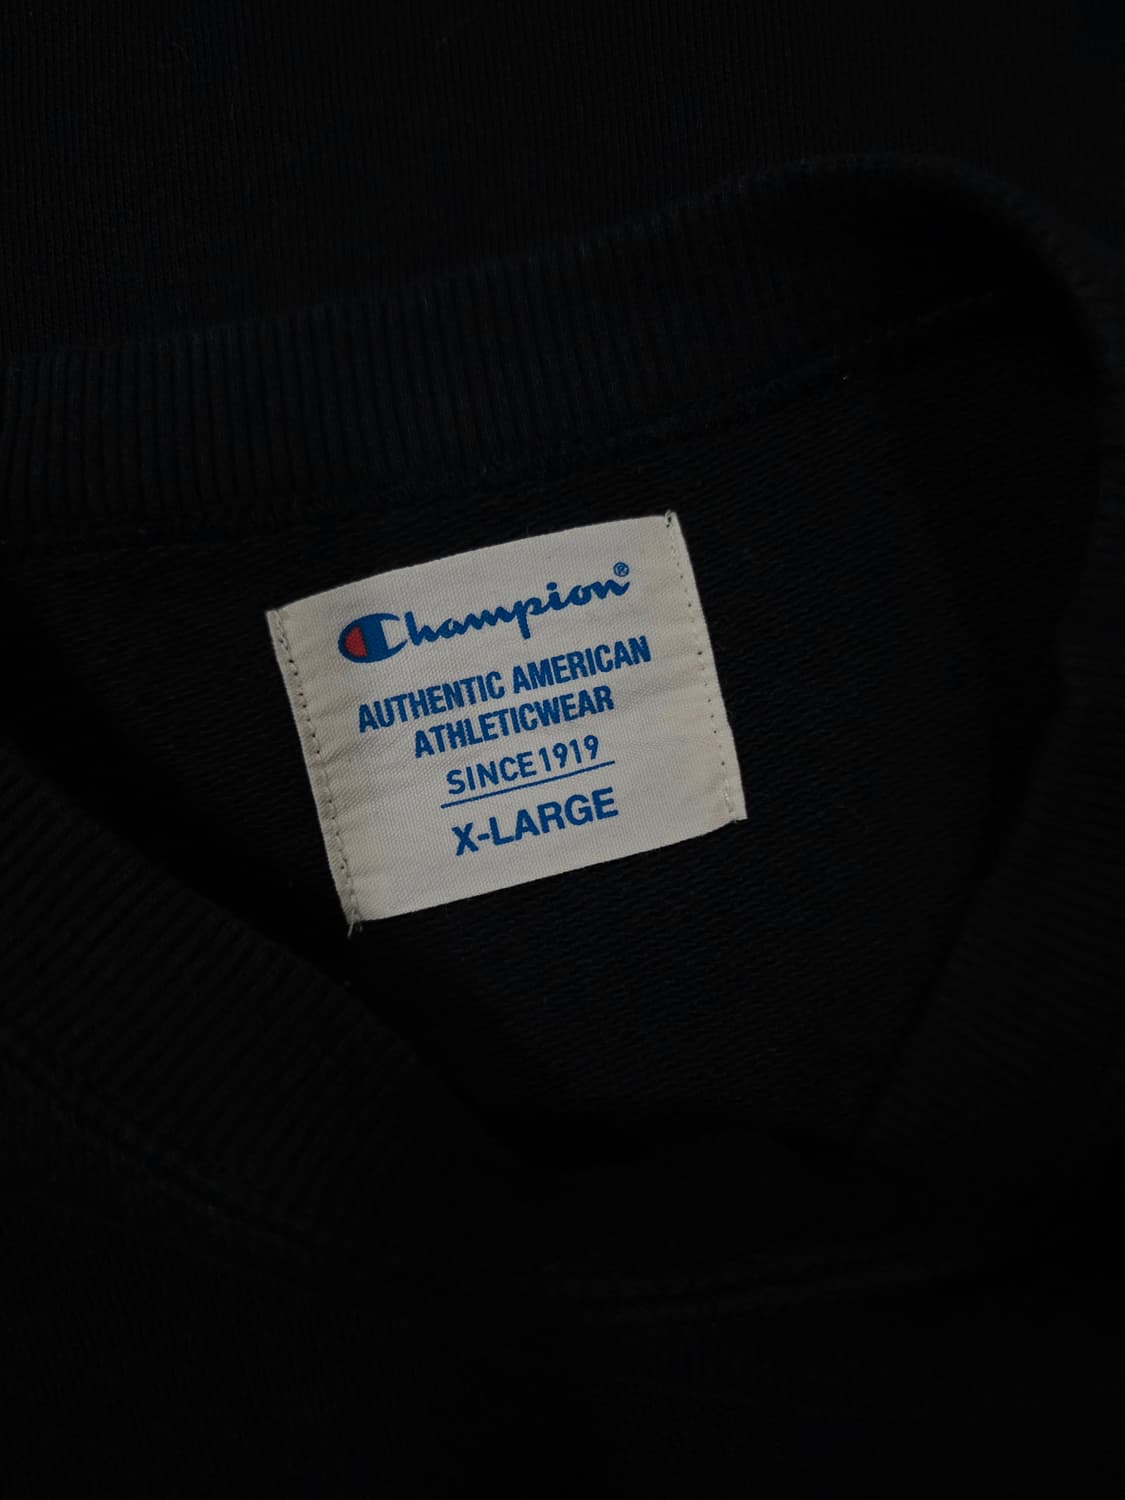 Champion®
AUTHENTIC AMERICAN
ATHLETICWEAR
SINCE 1919
X-LARGE